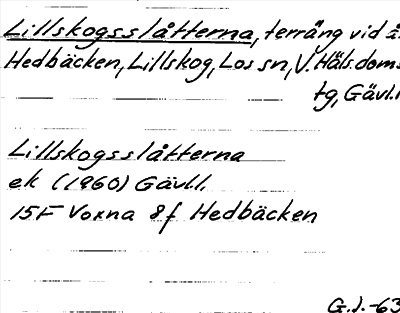 Lillskogsslåtterna, terräng vid å
Hedbäcken, Lillskog, Los sn, V. Häls. doms
tg, Gävl.
Lillskogsslåtterna
ek (1960) Gävl.l.
15F Voxna 8f Hedbäcken
G.J. -63